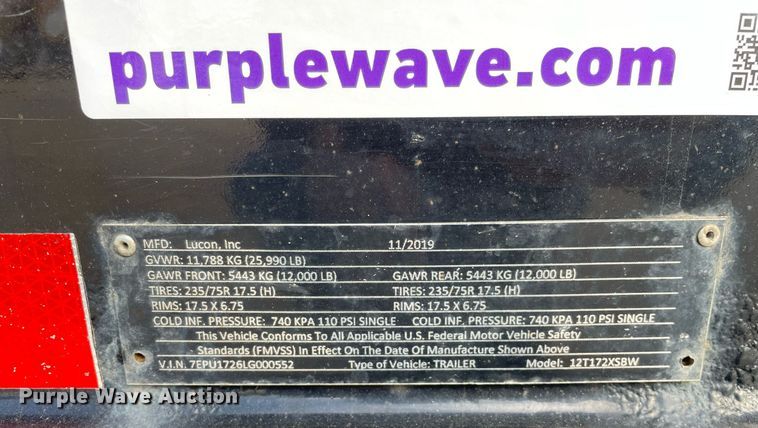 purplewave.com
MFD: Lucon, Inc 11/2019
GVWR: 11,788 KG (25,990 LB)
GAWR FRONT: 5443 KG (12,000 LB) GAWR REAR: 5443 KG (12,000 LB)
TIRES: 235/75R 17.5 (H) TIRES: 235/75R 17.5 (H)
RIMS: 17.5 X 6.75 RIMS: 17.5 X 6.75
COLD INF. PRESSURE: 740 KPA 110 PSI SINGLE COLD INF. PRESSURE: 740 KPA 110 PSI SINGLE
This Vehicle Conforms To All Applicable U.S. Federal Motor Vehicle Safety
Standards (FMVSS) In Effect On The Date Of Manufacture Shown Above
V.I.N. 7EPU1726LG000552 Type of Vehicle: TRAILER Model: 12T172XSBW
Purple Wave Auction
Purple Wave Auction